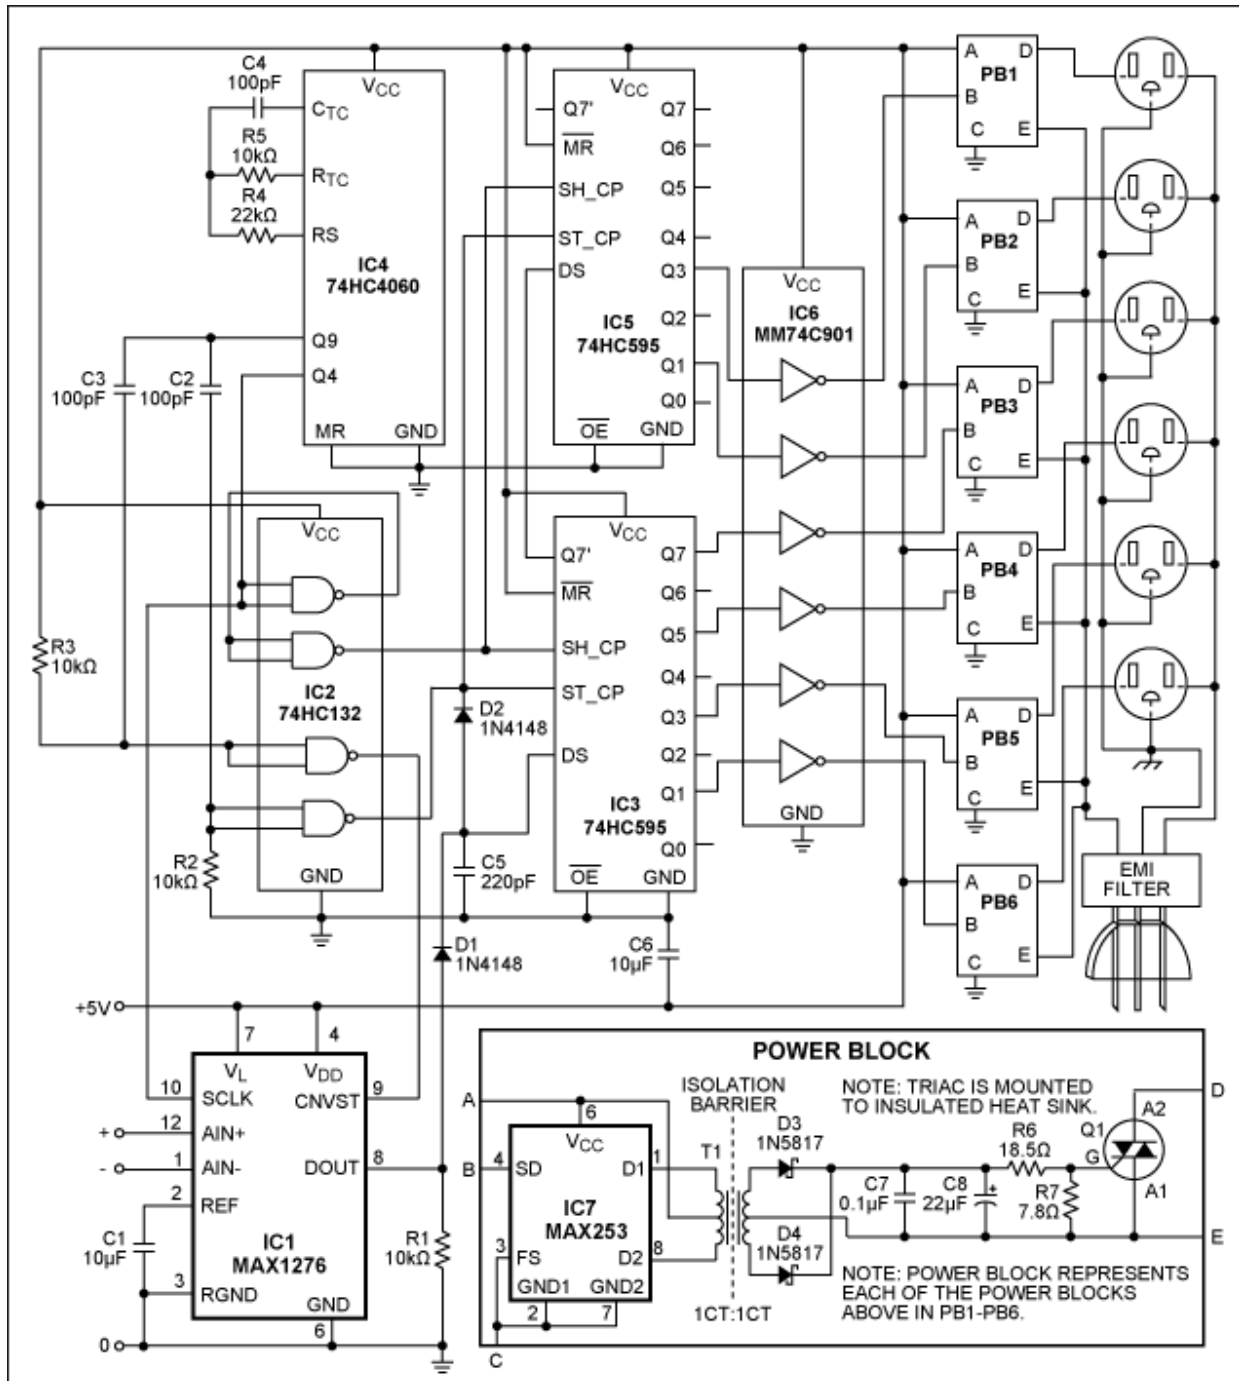 C4
100pF
R5
10kΩ
R4
22kΩ
VCC
CTC
RTC
RS
IC4
74HC4060
Q9
Q4
MR
GND
C3
100pF
C2
100pF
VCC
Q7'
MR
SH_CP
ST_CP
DS
IC5
74HC595
OE
GND
Q7
Q6
Q5
Q4
Q3
Q2
Q1
Q0
VCC
IC6
MM74C901
GND
A
B
C
D
E
PB1
A
B
C
D
E
PB2
A
B
C
D
E
PB3
A
B
C
D
E
PB4
A
B
C
D
E
PB5
A
B
C
D
E
PB6
EMI
FILTER
VCC
IC2
74HC132
GND
R3
10kΩ
R2
10kΩ
D2
1N4148
C5
220pF
D1
1N4148
VCC
Q7'
MR
SH_CP
ST_CP
DS
IC3
74HC595
OE
GND
Q7
Q6
Q5
Q4
Q3
Q2
Q1
Q0
C6
10µF
+5V
7
4
VL
VDD
10
SCLK
CNVST
9
+
12
AIN+
-
1
AIN-
DOUT
8
2
REF
C1
10µF
IC1
MAX1276
3
RGND
GND
6
0
R1
10kΩ
POWER BLOCK
A
B
C
6
VCC
4
SD
D1
1
IC7
MAX253
3
FS
D2
8
GND1
GND2
2
7
ISOLATION
BARRIER
T1
1CT:1CT
D3
1N5817
D4
1N5817
NOTE: TRIAC IS MOUNTED
TO INSULATED HEAT SINK.
C7
0.1µF
C8
22µF
+
R6
18.5Ω
R7
7.8Ω
Q1
G
A2
A1
D
E
NOTE: POWER BLOCK REPRESENTS
EACH OF THE POWER BLOCKS
ABOVE IN PB1-PB6.